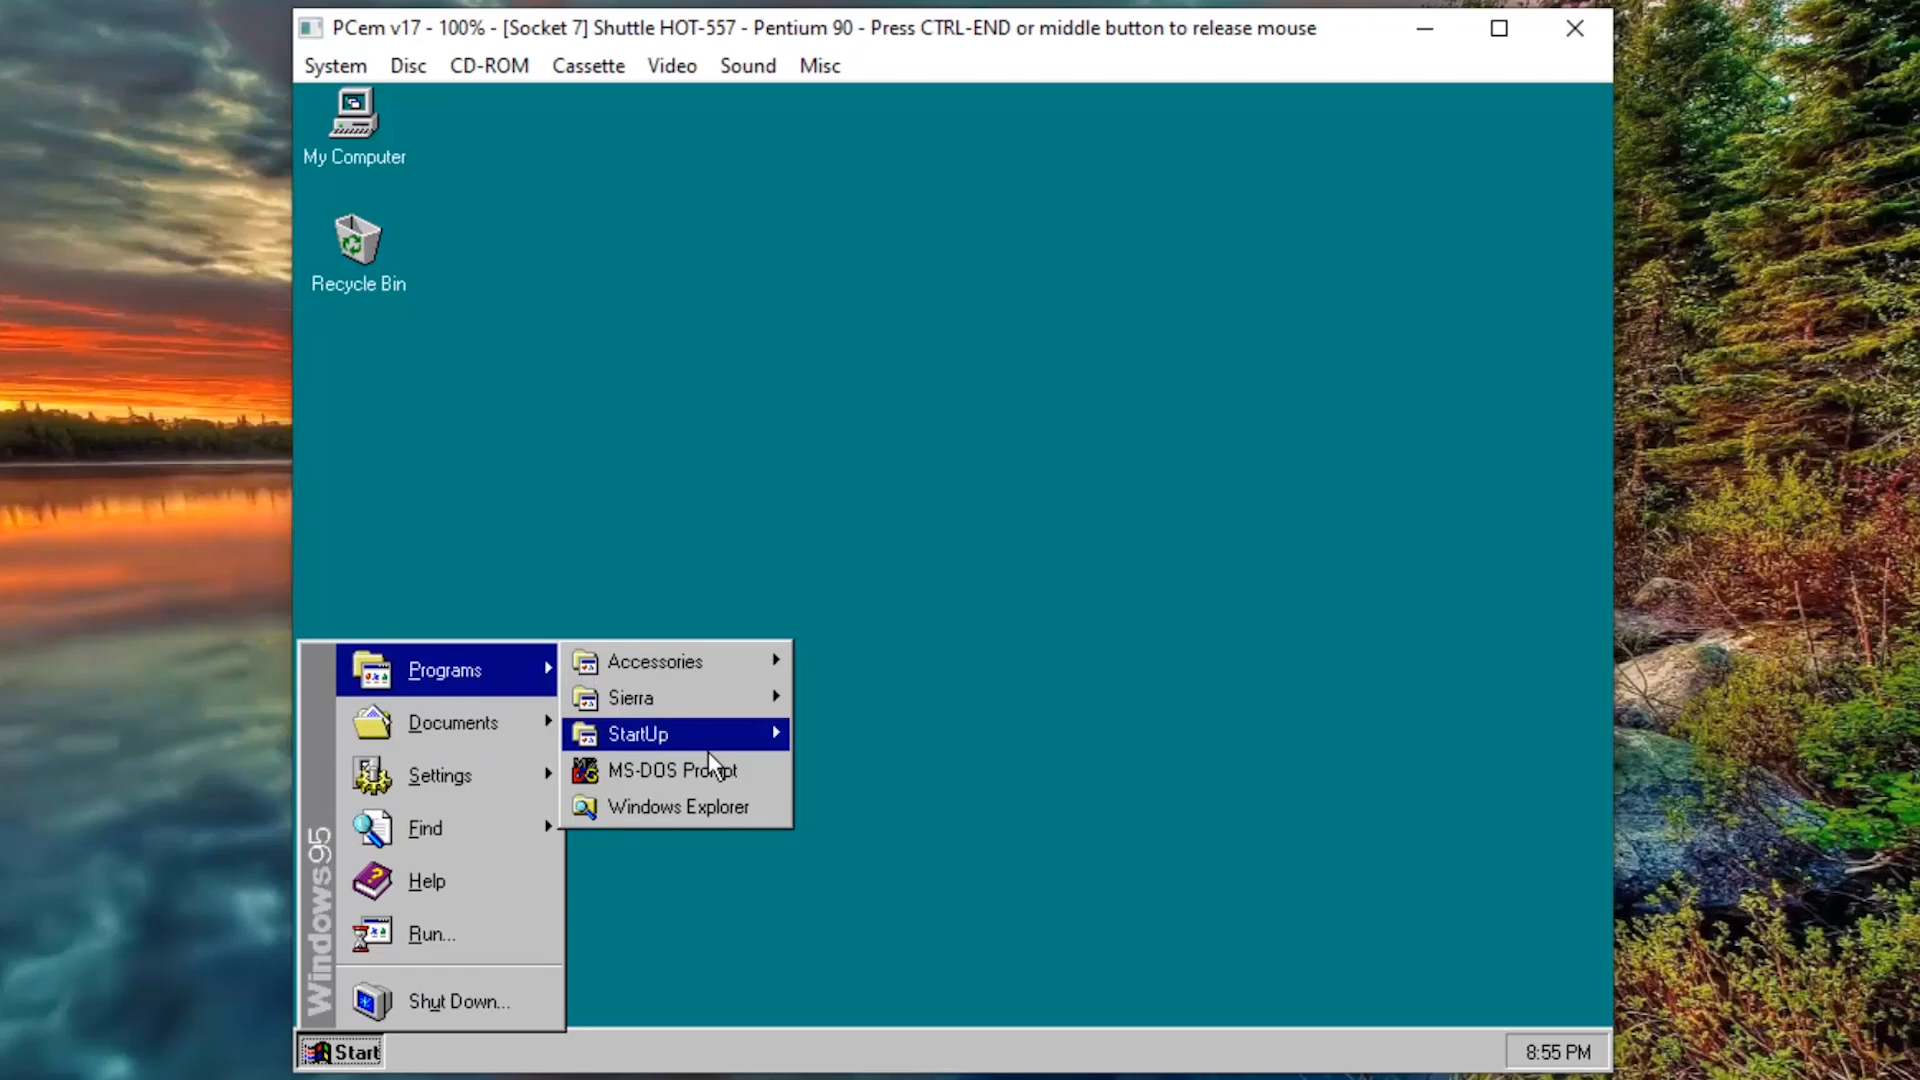 PCem v17 - 100% - [Socket 7] Shuttle HOT-557 - Pentium 90 - Press CTRL-END or middle button to release mouse
System Disc CD-ROM Cassette Video Sound Misc
My Computer
Recycle Bin
Programs
Documents
Settings
Find
Help
Run...
Shut Down...
Windows95
Accessories
Sierra
StartUp
MS-DOS Prompt
Windows Explorer
Start
8:55 PM